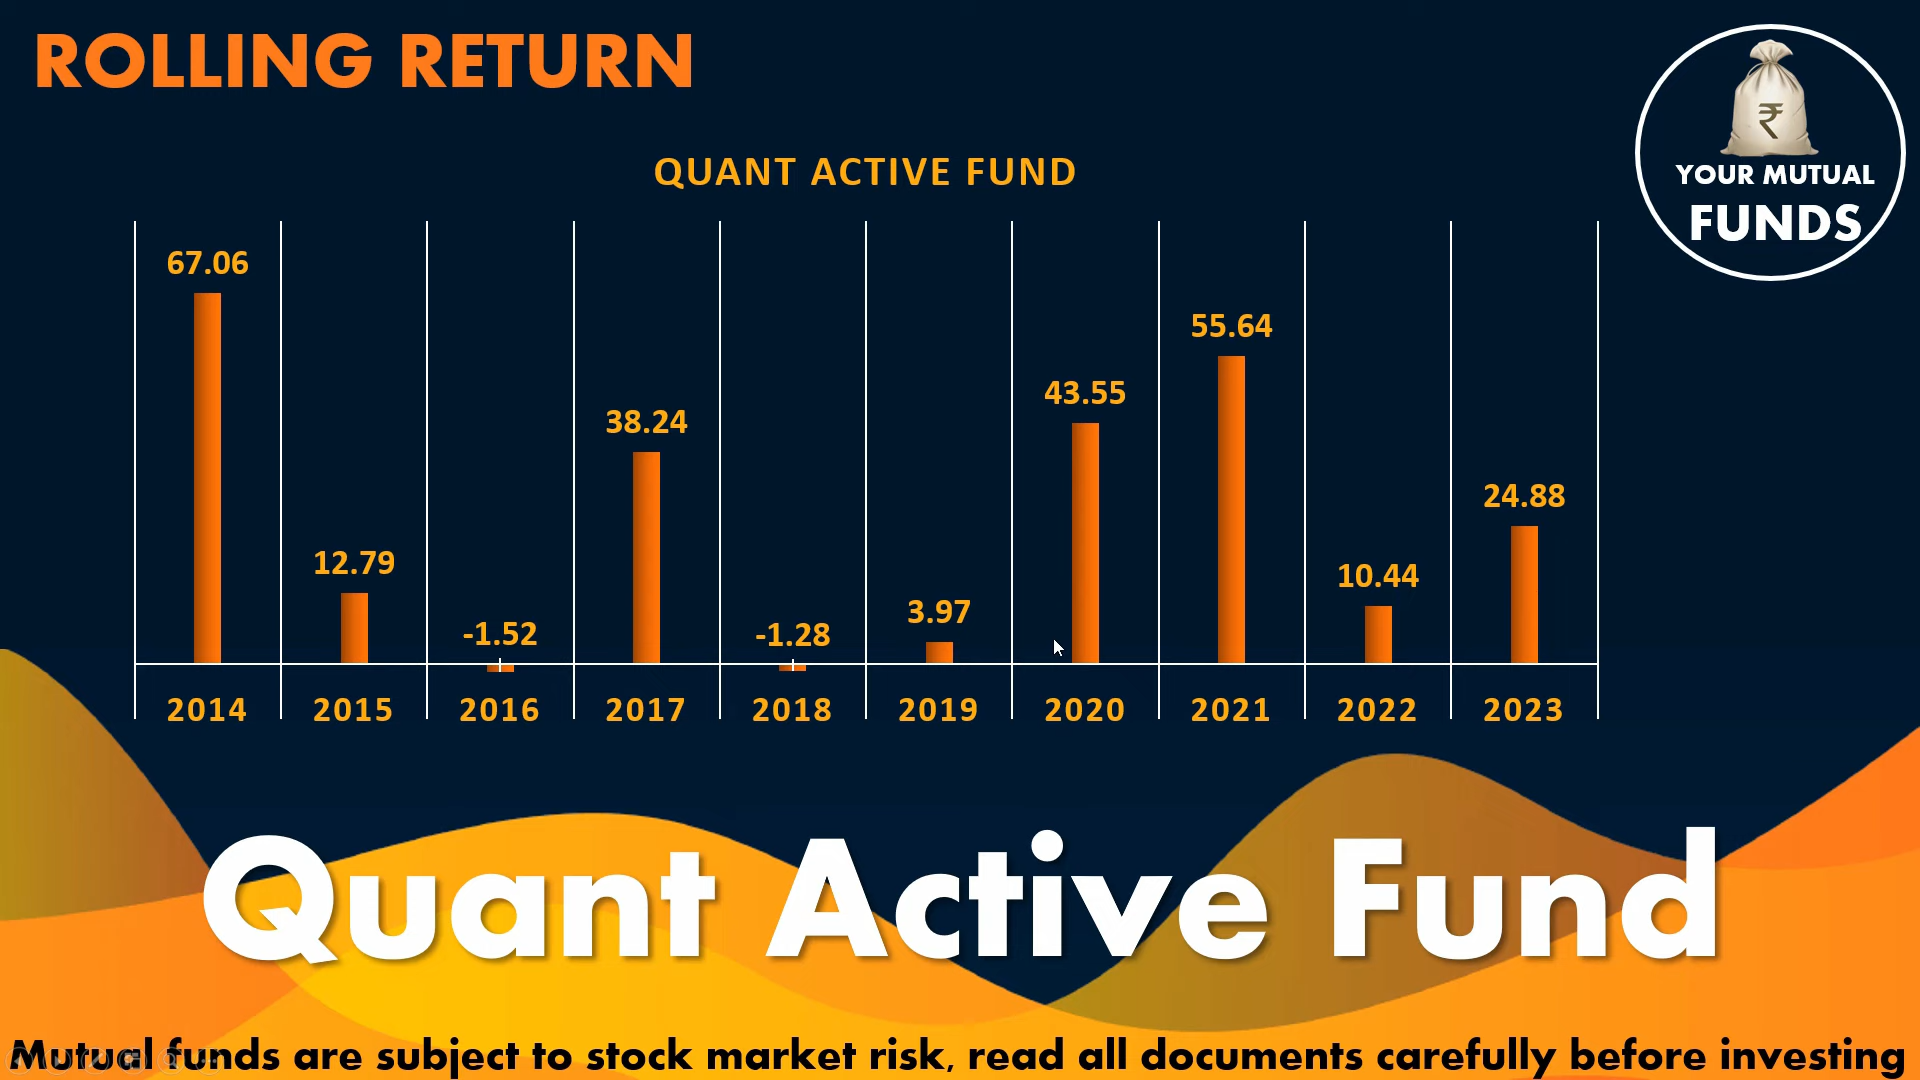 ROLLING RETURN
₹
YOUR MUTUAL
FUNDS
QUANT ACTIVE FUND
67.06
12.79
-1.52
38.24
-1.28
3.97
43.55
55.64
10.44
24.88
2014 2015 2016 2017 2018 2019 2020 2021 2022 2023
Quant Active Fund
Mutual funds are subject to stock market risk, read all documents carefully before investing